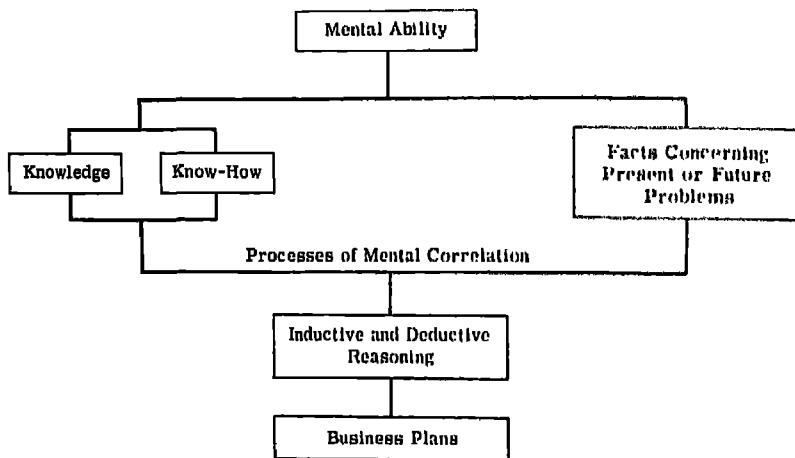 Mental Ability
Knowledge
Know-How
Facts Concerning
Present or Future
Problems
Processes of Mental Correlation
Inductive and Deductive
Reasoning
Business Plans